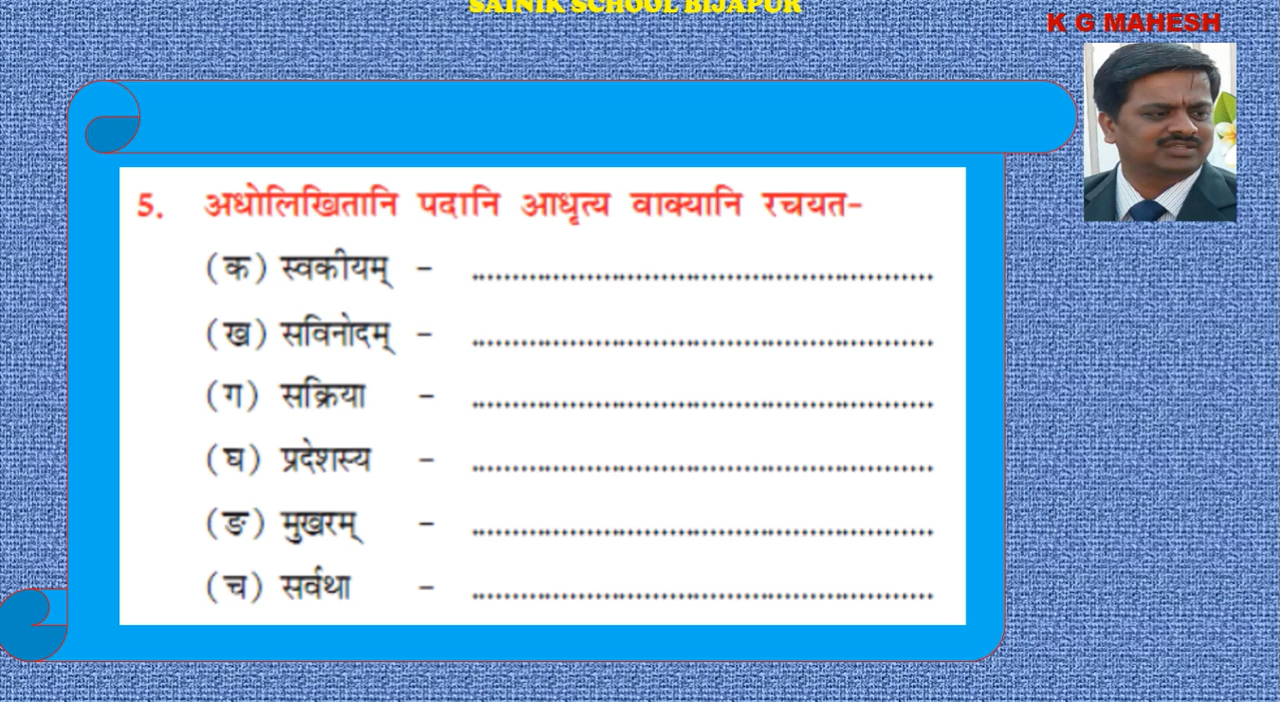 SAINIK SCHOOL BIJAPUR
K G MAHESH
5. अधोलिखितानि पदानि आधृत्य वाक्यानि रचयत-
(क) स्वकीयम् - ..........................................................
(ख) सविनोदम् - ..........................................................
(ग) सक्रिया - ..........................................................
(घ) प्रदेशस्य - ..........................................................
(ङ) मुखरम् - ..........................................................
(च) सर्वथा - ..........................................................